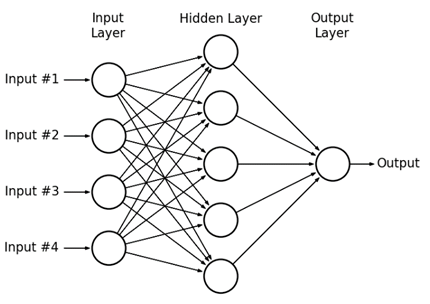 Input
Layer
Hidden Layer
Output
Layer
Input #1
Input #2
Input #3
Input #4
Output